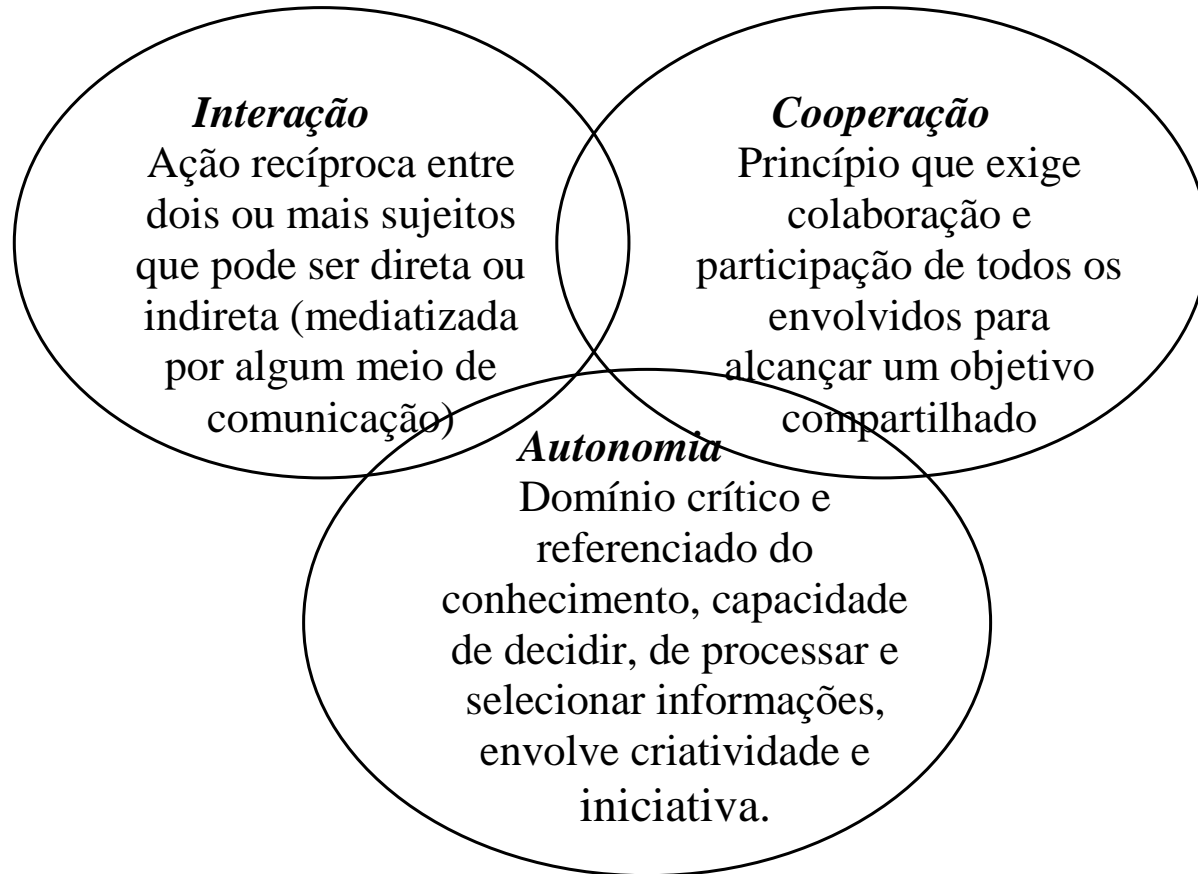 Interação
Ação recíproca entre
dois ou mais sujeitos
que pode ser direta ou
indireta (mediatizada
por algum meio de
comunicação)
Cooperação
Princípio que exige
colaboração e
participação de todos os
envolvidos para
alcançar um objetivo
compartilhado
Autonomia
Domínio crítico e
referenciado do
conhecimento, capacidade
de decidir, de processar e
selecionar informações,
envolve criatividade e
iniciativa.